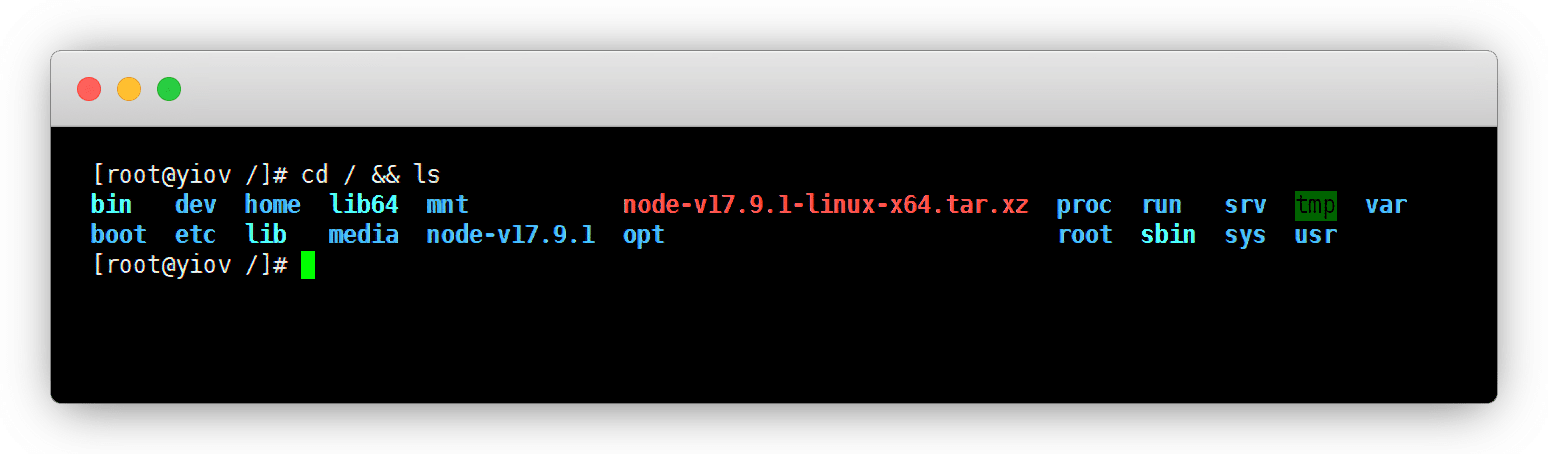 [root@yiov /]# cd / && ls
bin   dev  home  lib64  mnt           node-v17.9.1-linux-x64.tar.xz  proc  run   srv  tmp  var
boot  etc  lib   media  node-v17.9.1  opt                            root  sbin  sys  usr
[root@yiov /]#